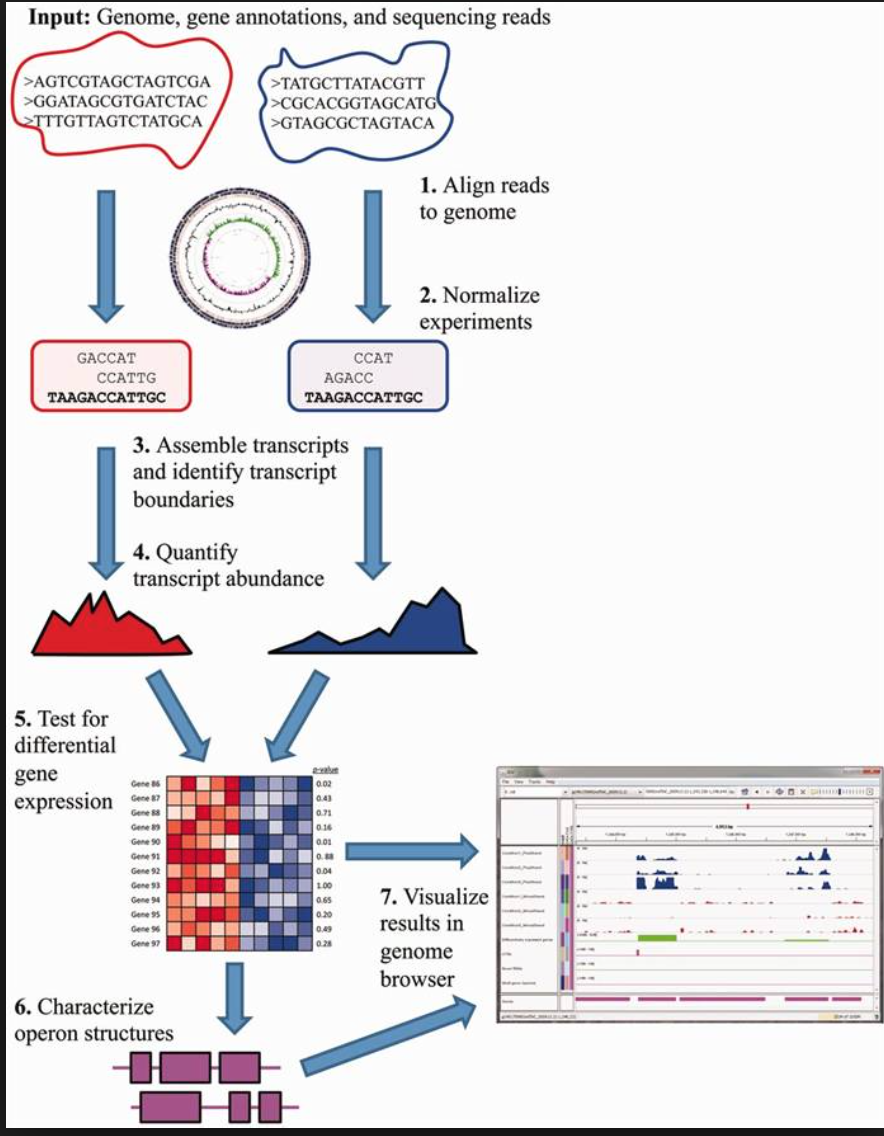 Input: Genome, gene annotations, and sequencing reads
>AGTCGTAGCTAGTCGA
>GGATAGCGTGATCTAC
>TTTGTTAGTCTATGCA
>TATGCTTATACGTT
>CGCACGGTAGCATG
>GTAGCGCTAGTACA
1. Align reads
to genome
2. Normalize
experiments
GACCAT
CCATTG
TAAGACCATTGC
CCAT
AGACC
TAAGACCATTGC
3. Assemble transcripts
and identify transcript
boundaries
4. Quantify
transcript abundance
5. Test for
differential
gene
expression
p-value
Gene 86 0.02
Gene 87 0.43
Gene 88 0.71
Gene 89 0.16
Gene 90 0.01
Gene 91 0. 88
Gene 92 0.04
Gene 93 1.00
Gene 94 0.65
Gene 95 0.20
Gene 96 0.49
Gene 97 0.28
7. Visualize
results in
genome
browser
6. Characterize
operon structures